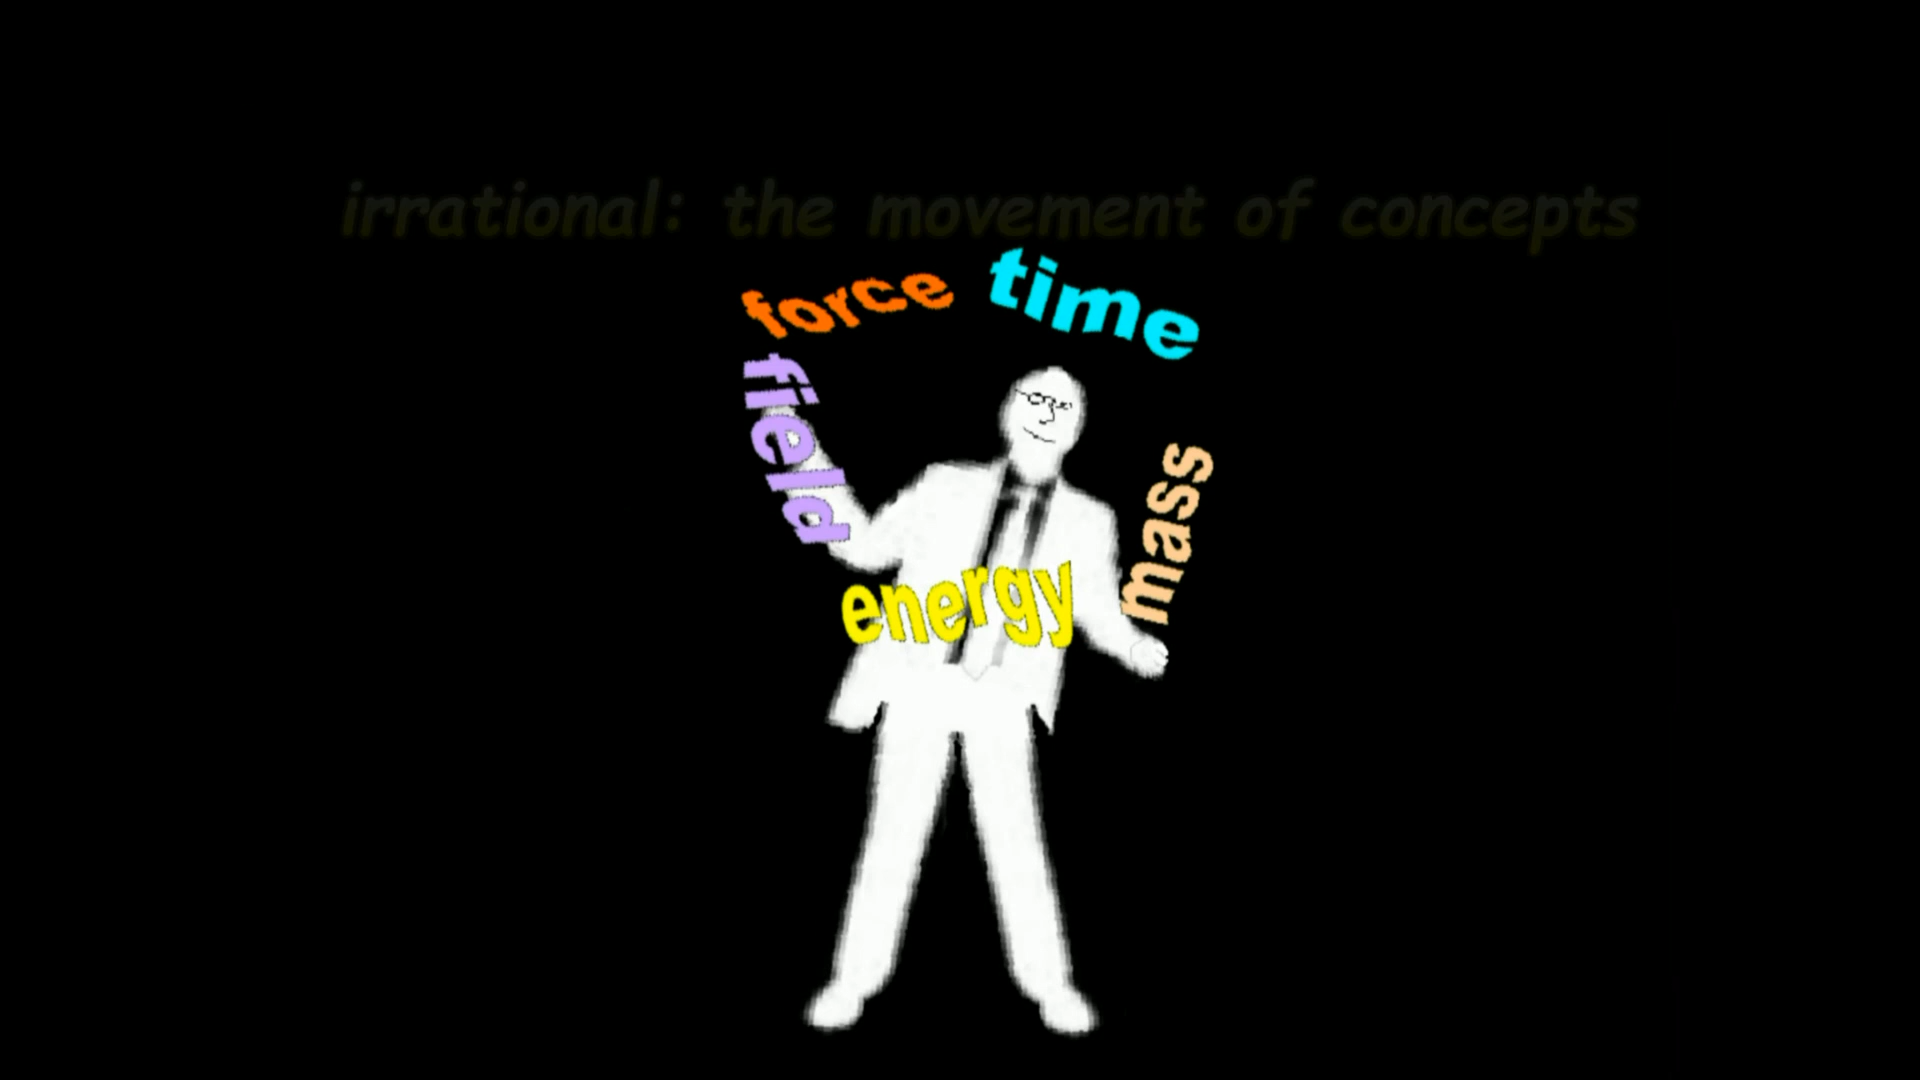 irrational: the movement of concepts
force
time
field
mass
energy